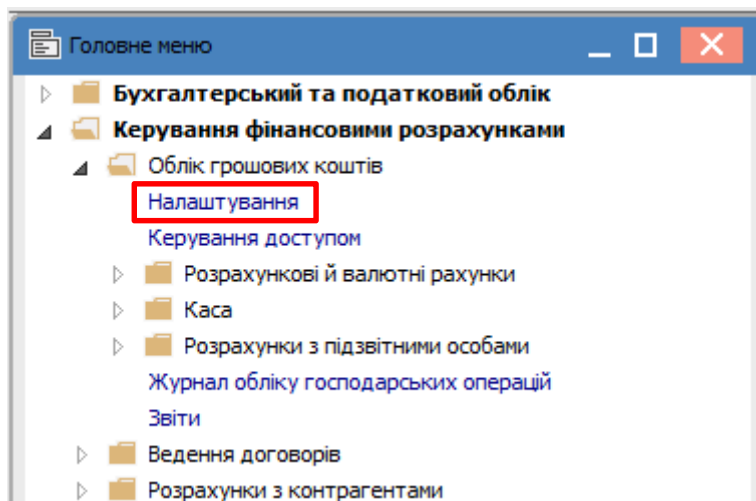 Головне меню
Бухгалтерський та податковий облік
Керування фінансовими розрахунками
Облік грошових коштів
Налаштування
Керування доступом
Розрахункові й валютні рахунки
Каса
Розрахунки з підзвітними особами
Журнал обліку господарських операцій
Звіти
Ведення договорів
Розрахунки з контрагентами